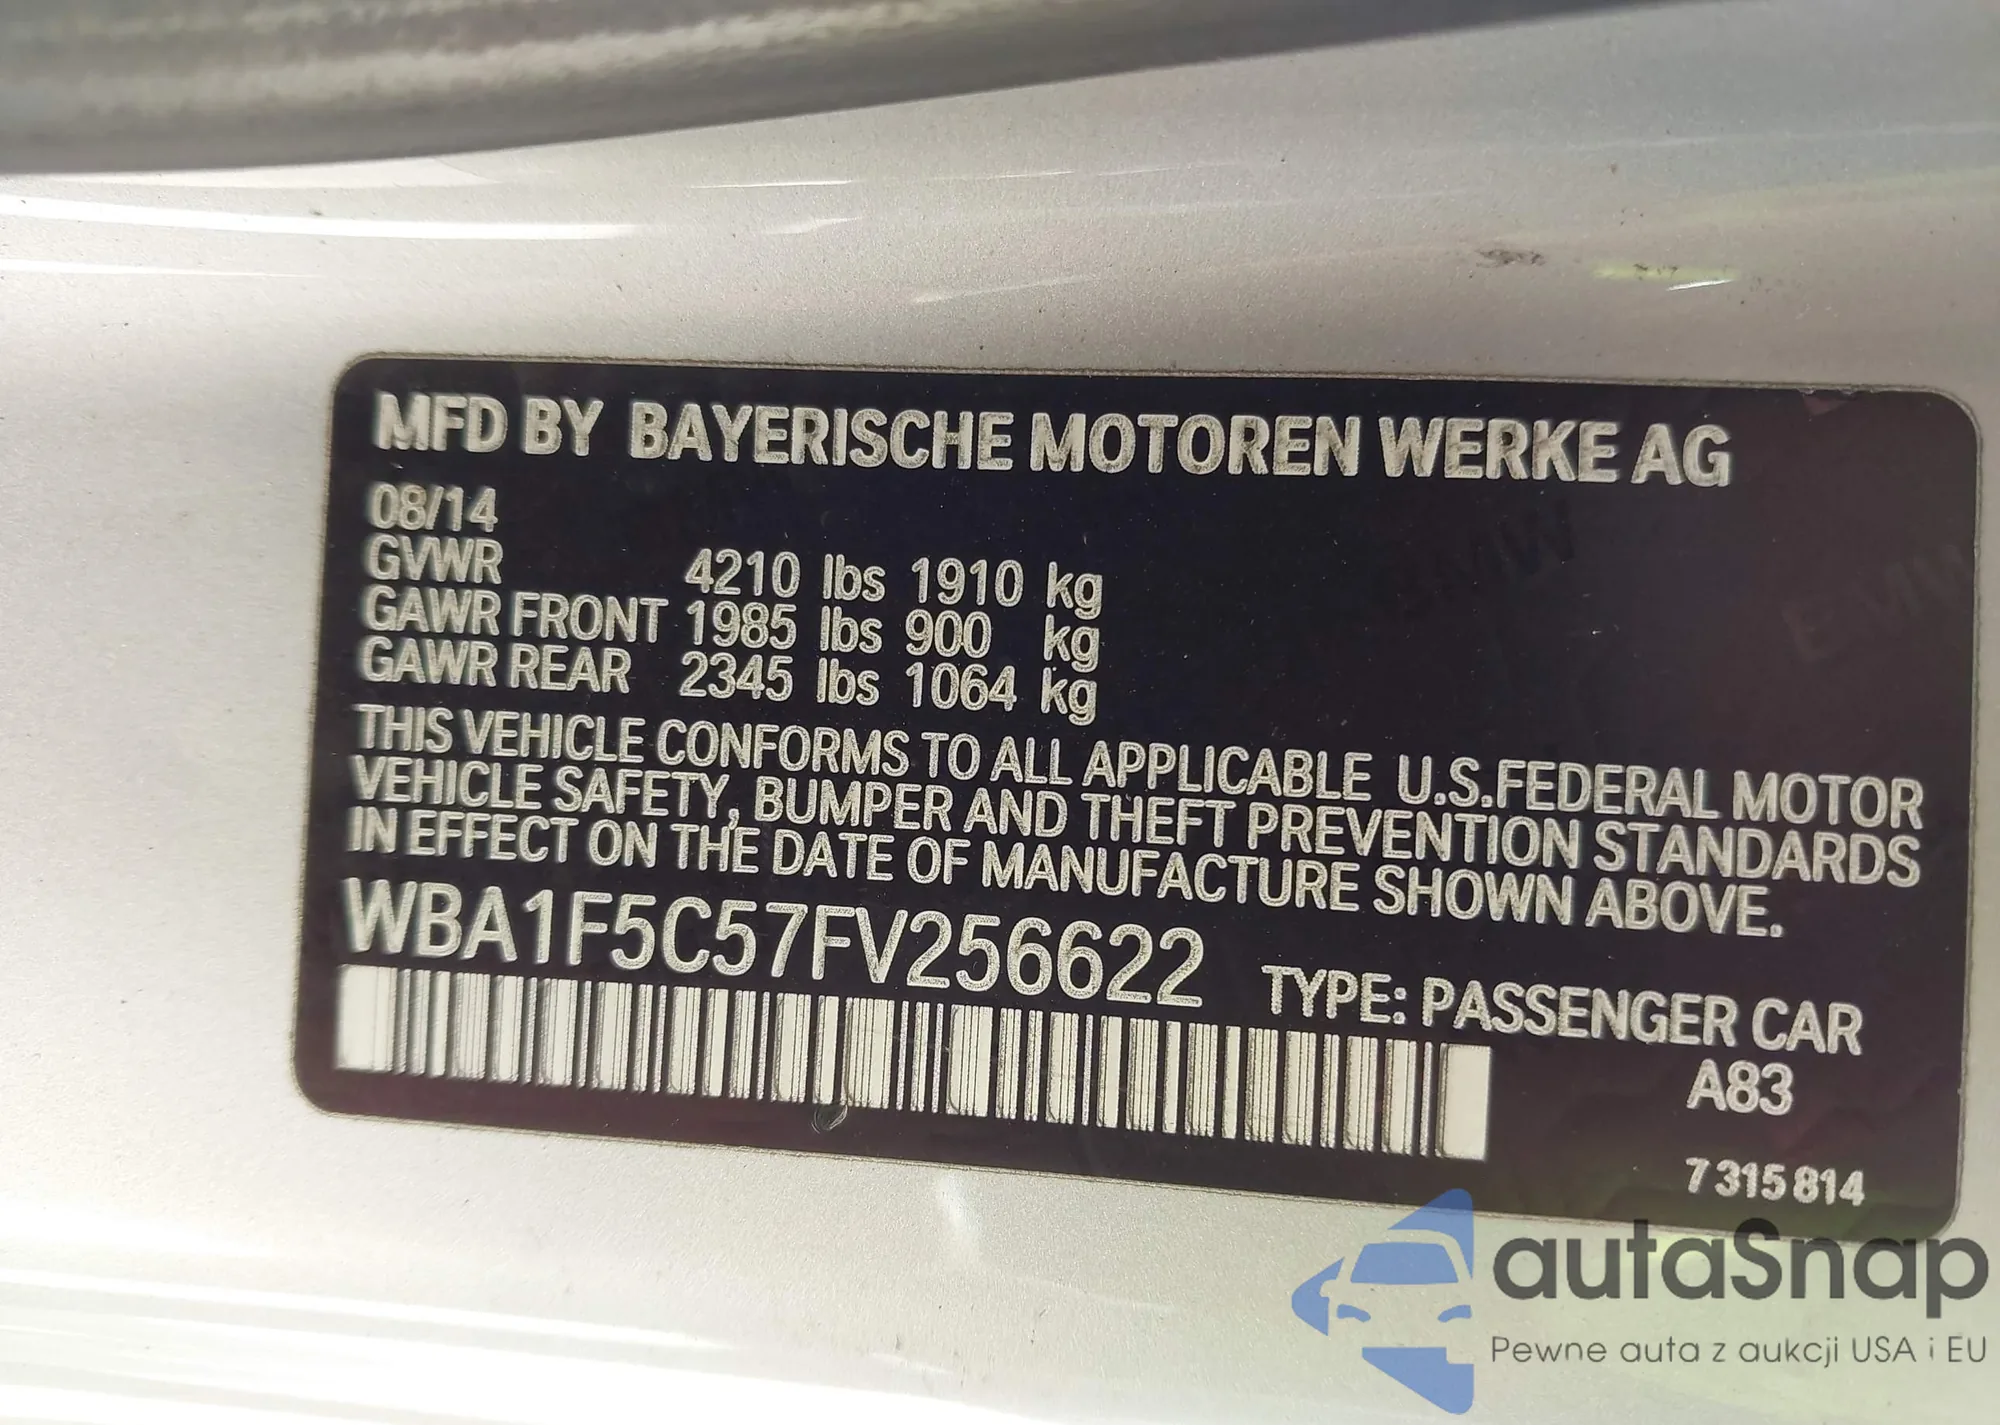 MFD BY BAYERISCHE MOTOREN WERKE AG
08/14
GVWR 4210 lbs 1910 kg
GAWR FRONT 1985 lbs 900 kg
GAWR REAR 2345 lbs 1064 kg
THIS VEHICLE CONFORMS TO ALL APPLICABLE U.S.FEDERAL MOTOR
VEHICLE SAFETY, BUMPER AND THEFT PREVENTION STANDARDS
IN EFFECT ON THE DATE OF MANUFACTURE SHOWN ABOVE.
WBA1F5C57FV256622
TYPE: PASSENGER CAR
A83
7 315 814
autaSnap
Pewne auta z aukcji USA i EU